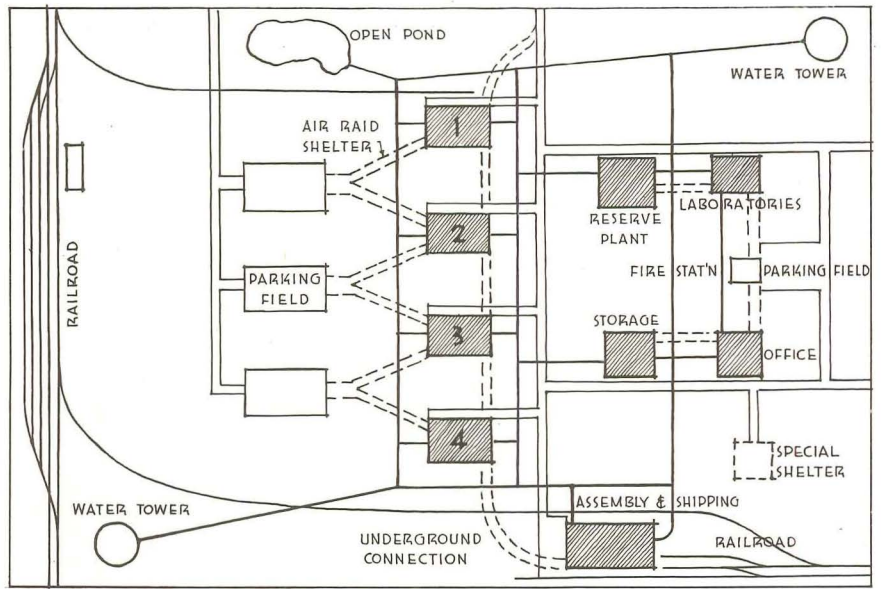 OPEN POND
WATER TOWER
AIR RAID
SHELTER
1
RESERVE
PLANT
LABORATORIES
2
RAILROAD
PARKING
FIELD
FIRE STAT'N
PARKING FIELD
3
STORAGE
OFFICE
4
SPECIAL
SHELTER
WATER TOWER
ASSEMBLY & SHIPPING
UNDERGROUND
CONNECTION
RAILROAD